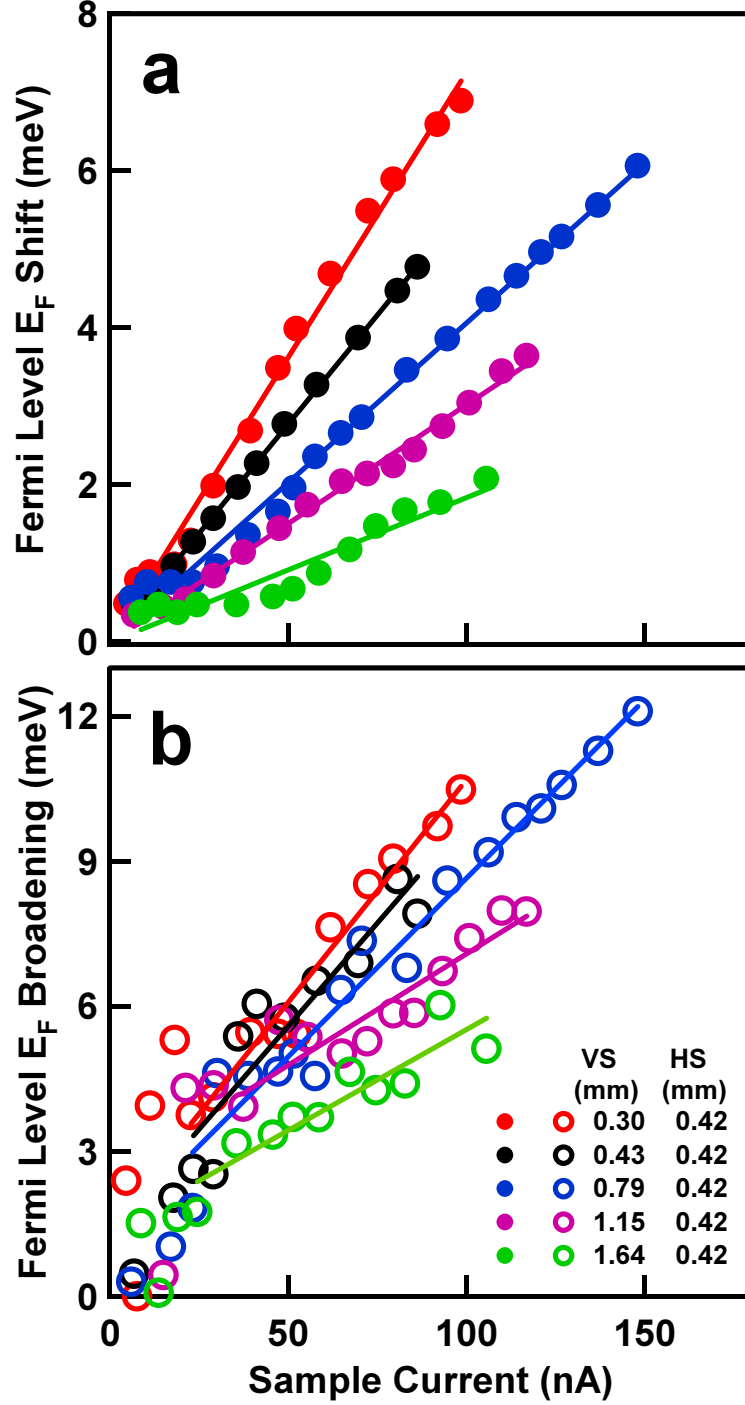 8
a
6
4
2
0
Fermi Level E_F Shift (meV)
b
12
9
6
3
0
Fermi Level E_F Broadening (meV)
VS HS
(mm) (mm)
0.30 0.42
0.43 0.42
0.79 0.42
1.15 0.42
1.64 0.42
0 50 100 150
Sample Current (nA)